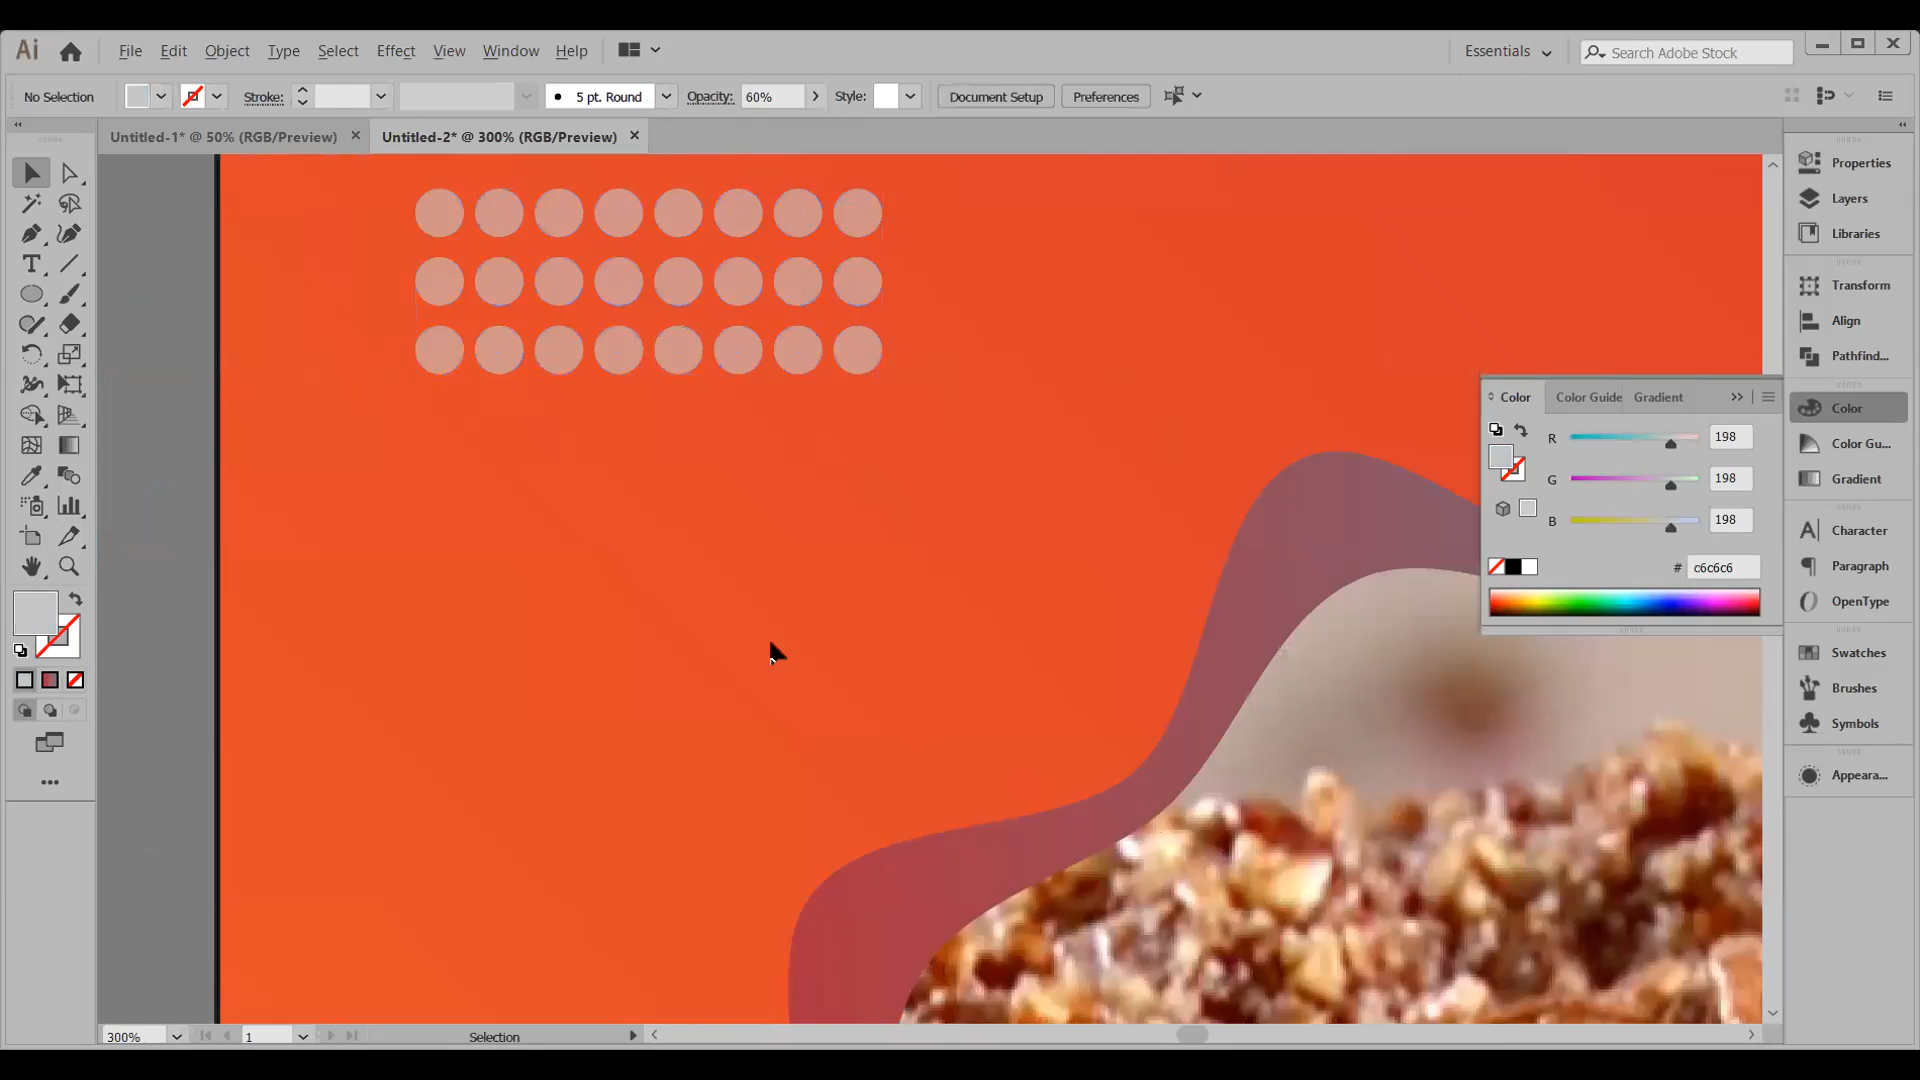 Ai File Edit Object Type Select Effect View Window Help Essentials Search Adobe Stock
No Selection Stroke: 5 pt. Round Opacity: 60% Style: Document Setup Preferences
Untitled-1* @ 50% (RGB/Preview) Untitled-2* @ 300% (RGB/Preview)
Properties
Layers
Libraries
Transform
Align
Pathfind...
Color Color Guide Gradient
R 198
G 198
B 198
# c6c6c6
Color
Color Gu...
Gradient
Character
Paragraph
OpenType
Swatches
Brushes
Symbols
Appeara...
300% 1 Selection